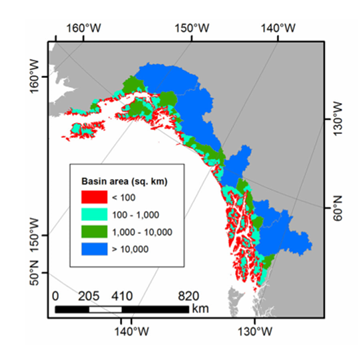 160°W
150°W
140°W
160°W
130°W
Basin area (sq. km)
< 100
100 - 1,000
1,000 - 10,000
> 10,000
60°N
150°W
50°N
0 205 410 820
km
140°W
130°W